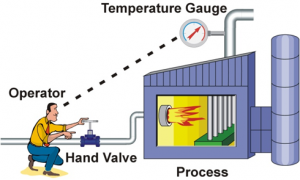 Temperature Gauge
Operator
Hand Valve
Process